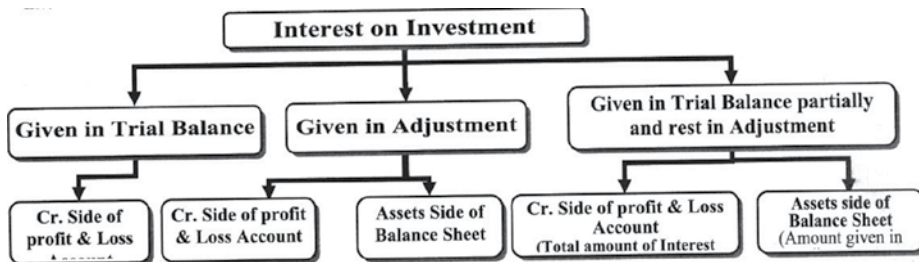 Interest on Investment
Given in Trial Balance
Given in Adjustment
Given in Trial Balance partially
and rest in Adjustment
Cr. Side of
profit & Loss
Cr. Side of profit
& Loss Account
Assets Side of
Balance Sheet
Cr. Side of profit & Loss
Account
(Total amount of Interest
Assets side of
Balance Sheet
(Amount given in